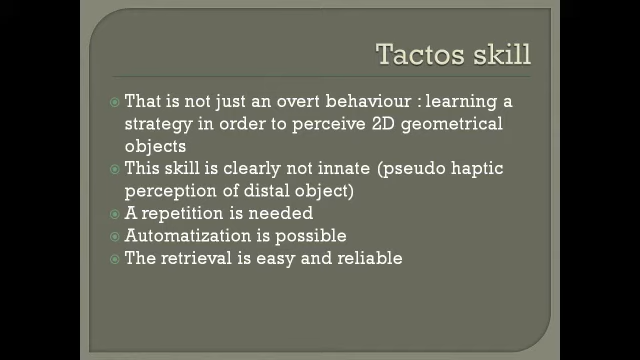 Tactos skill
That is not just an overt behaviour : learning a
strategy in order to perceive 2D geometrical
objects
This skill is clearly not innate (pseudo haptic
perception of distal object)
A repetition is needed
Automatization is possible
The retrieval is easy and reliable